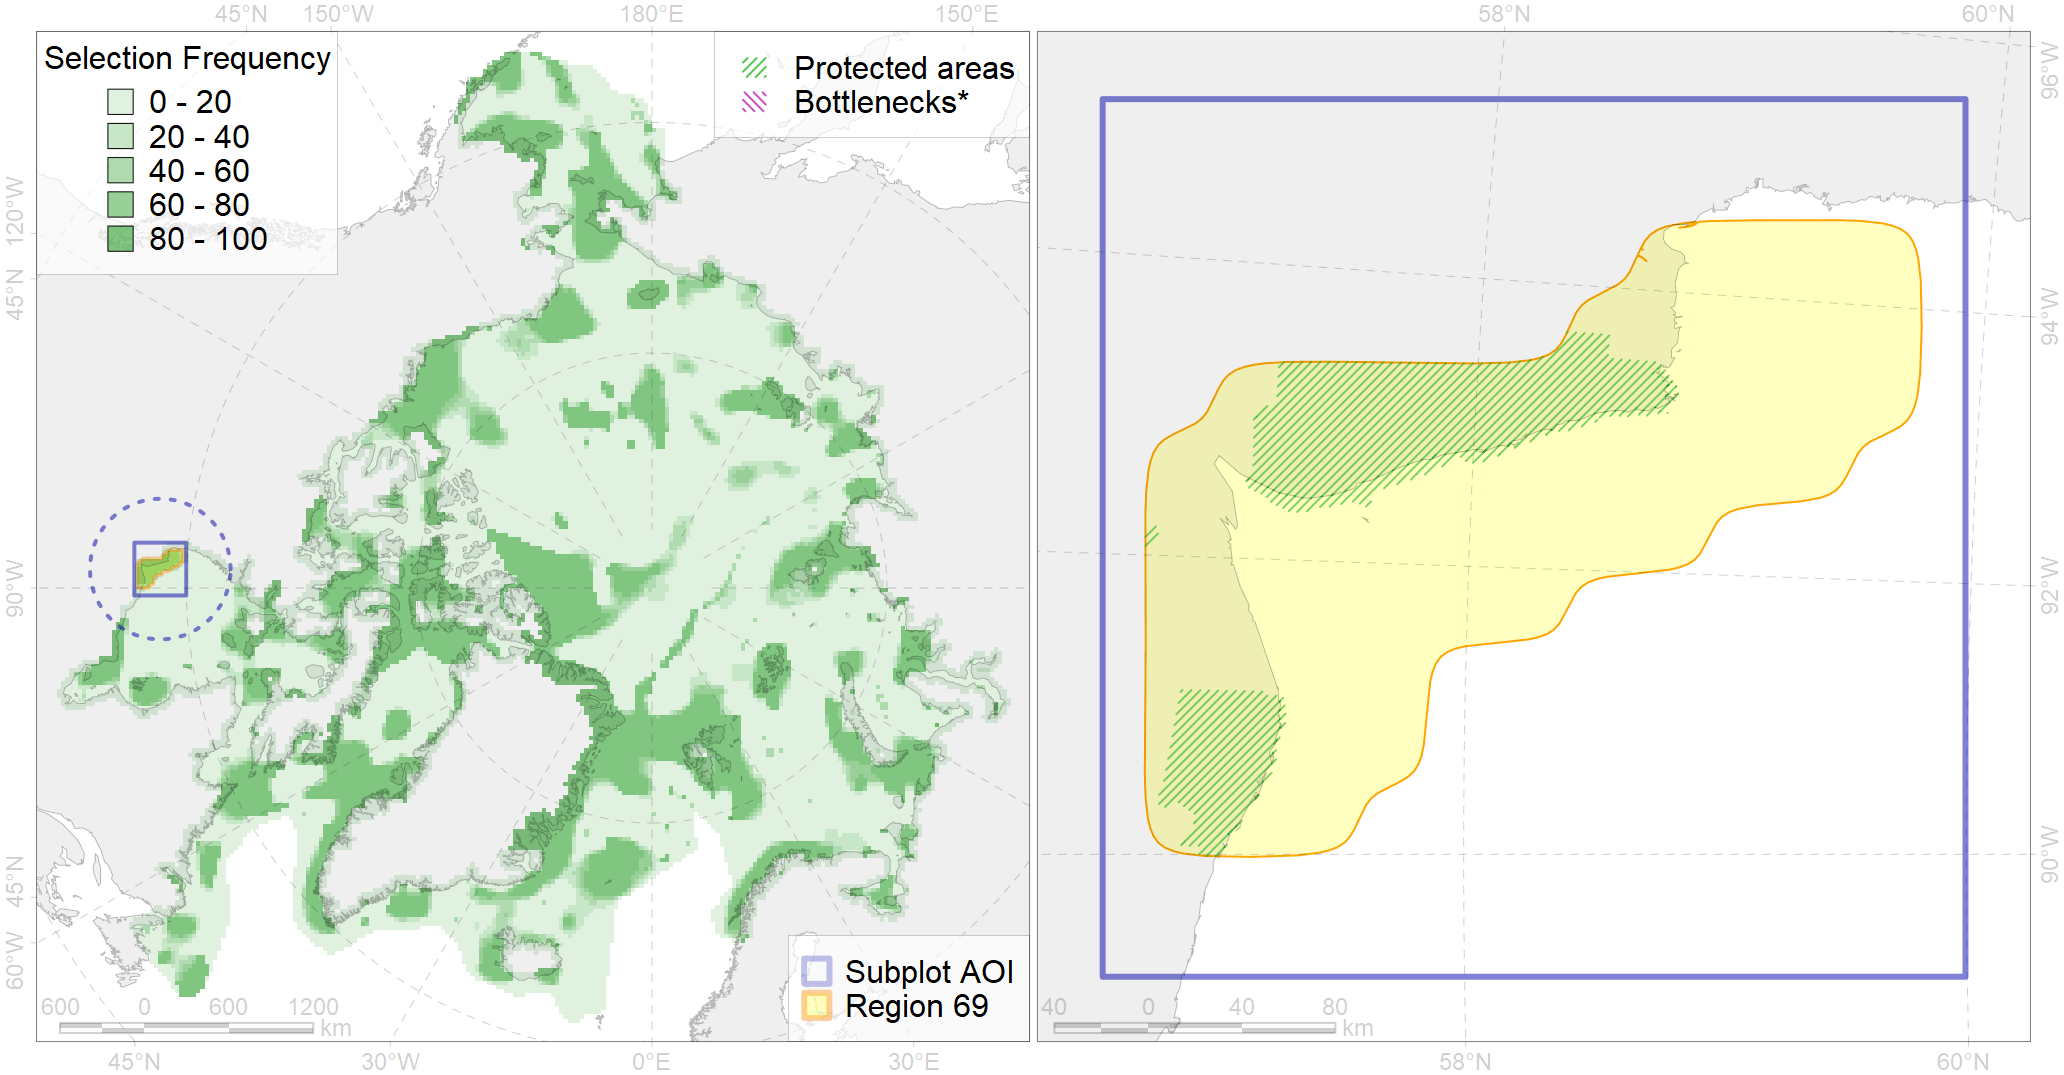 45°N 150°W 180°E 150°E 58°N 60°N
Selection Frequency
0 - 20
20 - 40
40 - 60
60 - 80
80 - 100
Protected areas
Bottlenecks*
120°W
45°N
90°W
45°N
60°W
96°W
94°W
92°W
90°W
Subplot AOI
Region 69
600 0 600 1200
km
40 0 40 80
km
45°N 30°W 0°E 30°E 58°N 60°N